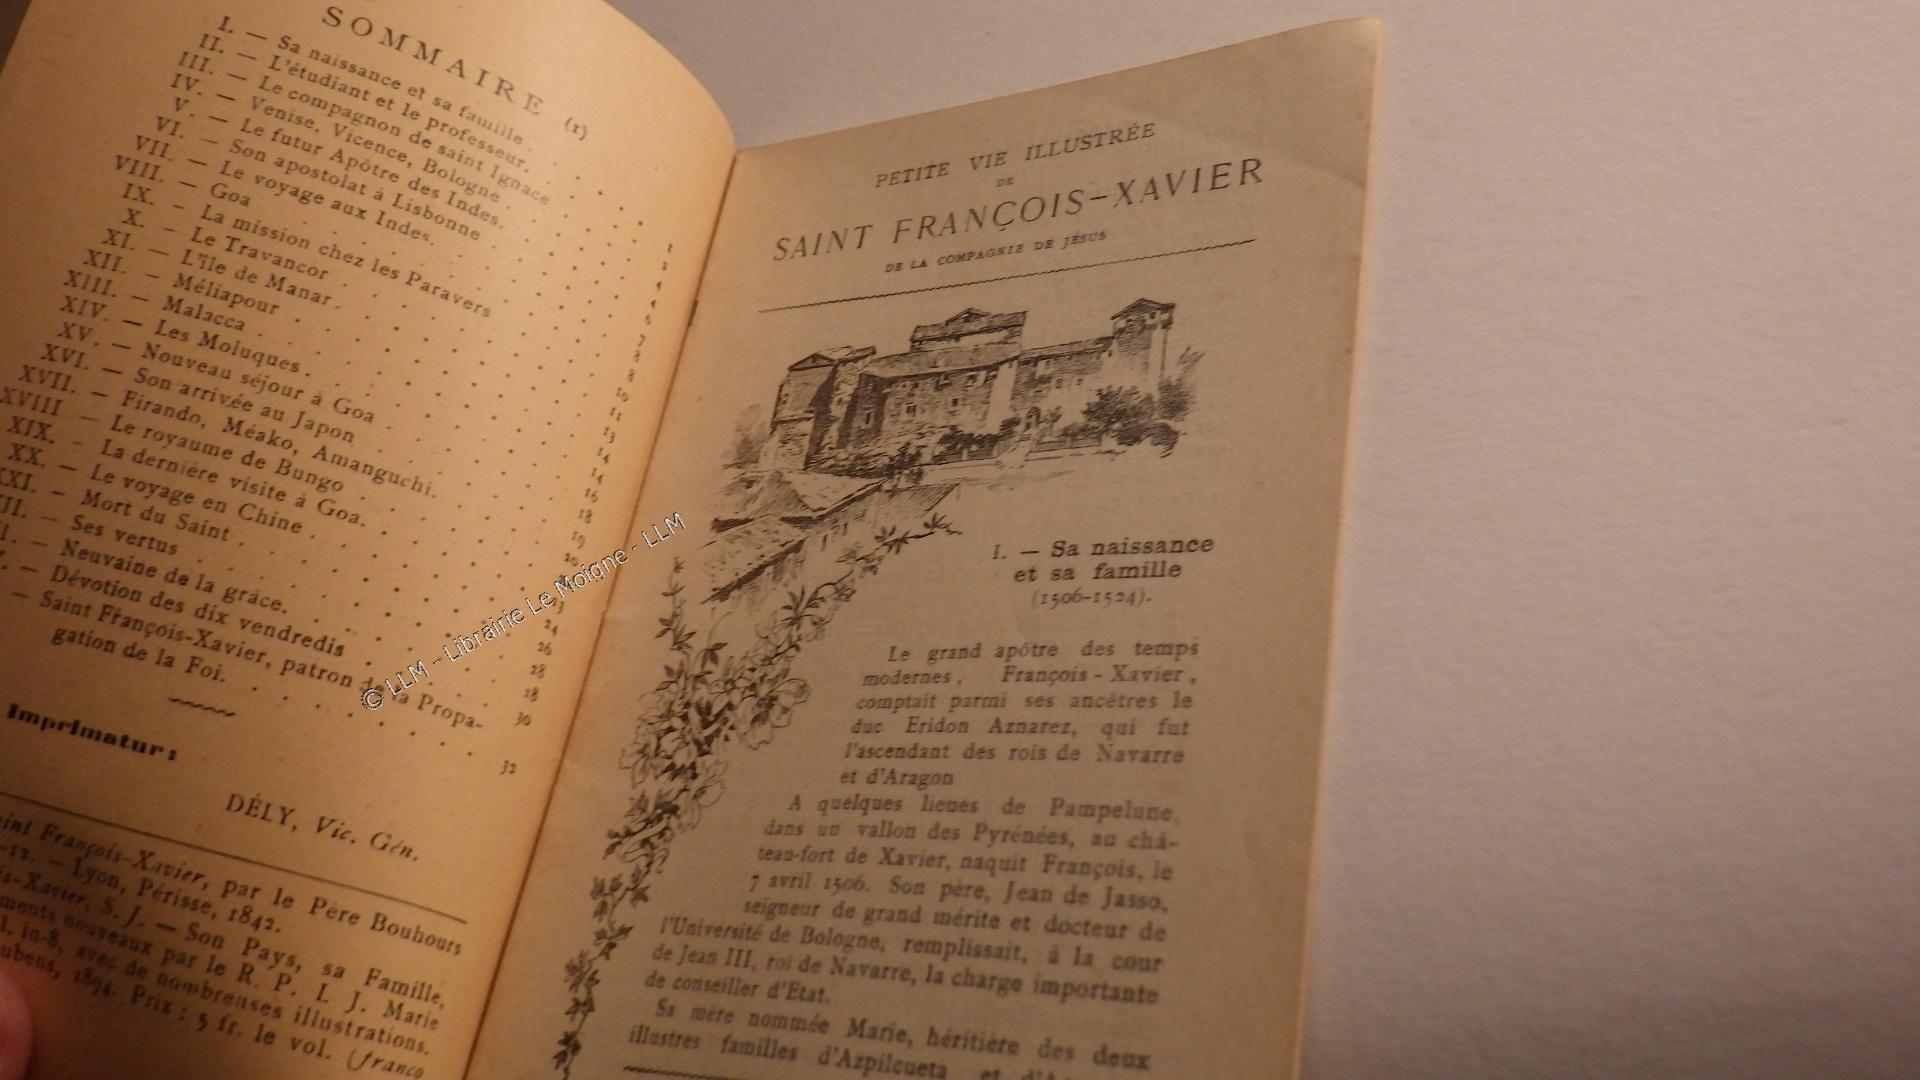 SOMMAIRE (1)
I. — Sa naissance et sa famille
II. — L'étudiant et le professeur.
III. — Le compagnon de saint Ignace
IV. — Venise, Vicence, Bologne
V. — Le futur Apôtre des Indes.
VI. — Son apostolat à Lisbonne
VII. — Le voyage aux Indes.
VIII. — Goa
IX. — La mission chez les Paravers
X. — Le Travancor
XI. — L'île de Manar
XII. — Méliapour
XIII. — Malacca
XIV. — Les Moluques
XV. — Nouveau séjour à Goa
XVI. — Son arrivée au Japon
XVII. — Firando, Méako, Amanguchi.
XVIII — Le royaume de Bungo
XIX. — La dernière visite à Goa.
XX. — Le voyage en Chine
— Mort du Saint
— Ses vertus
— Neuvaine de la grâce.
— Dévotion des dix vendredis
— Saint François-Xavier, patron de la Propa-
gation de la Foi. 32
Imprimatur:
DÉLY, Vic. Gén.
François-Xavier, par le Père Bouhours
-12. — Lyon, Périsse, 1842.
Xavier, S. J. — Son Pays, sa Famille,
nouveaux par le R. P. L. J. Marie
in-8, avec de nombreuses illustrations.
1894. Prix : 5 fr. le vol. (franco
PETITE VIE ILLUSTRÉE
DE
SAINT FRANÇOIS-XAVIER
DE LA COMPAGNIE DE JÉSUS
I. — Sa naissance
et sa famille
(1506-1524).
Le grand apôtre des temps
modernes, François-Xavier,
comptait parmi ses ancêtres le
duc Eridon Aznarez, qui fut
l'ascendant des rois de Navarre
et d'Aragon
A quelques lieues de Pampelune,
dans un vallon des Pyrénées, au châ-
teau-fort de Xavier, naquit François, le
7 avril 1506. Son père, Jean de Jasso,
seigneur de grand mérite et docteur de
l'Université de Bologne, remplissait, à la cour
de Jean III, roi de Navarre, la charge importante
de conseiller d'Etat.
Sa mère nommée Marie, héritière des deux
illustres familles d'Azpilcueta et
© LLM - Librairie Le Moigne - LLM